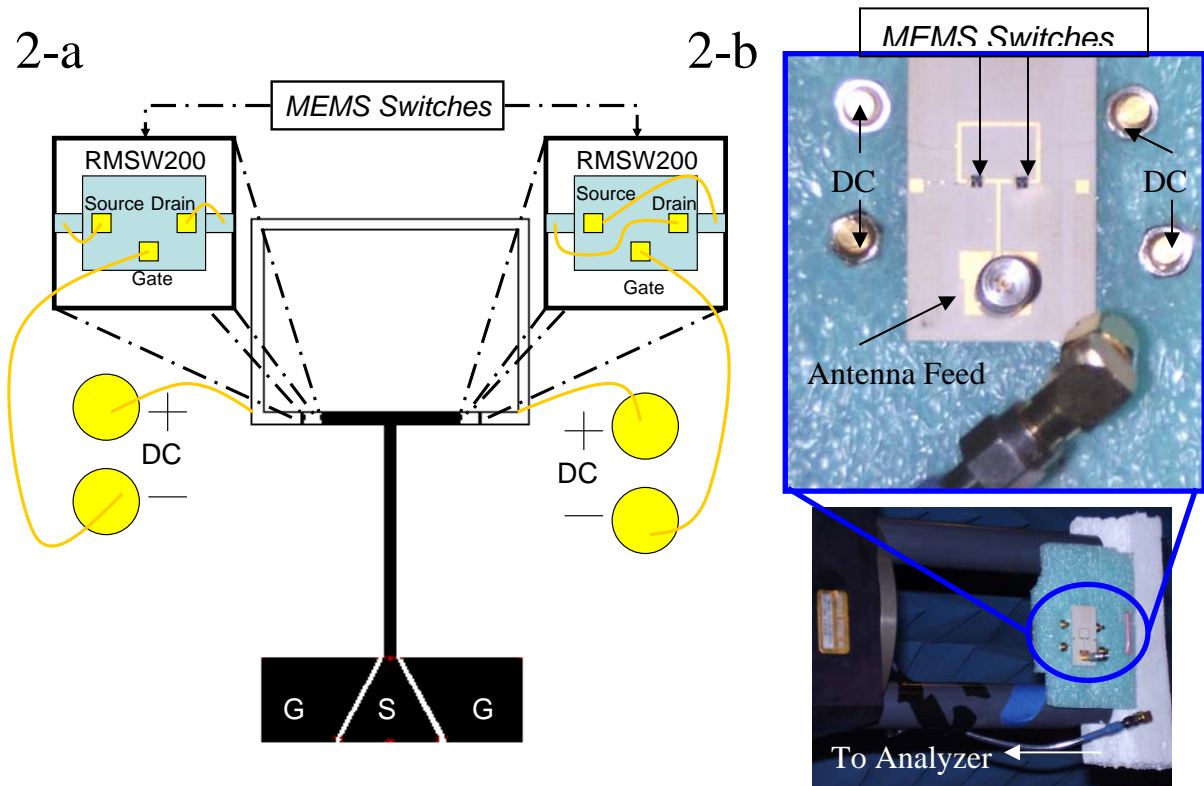 2-a
MEMS Switches
RMSW200
Source Drain
Gate
RMSW200
Source
Drain
Gate
+
DC
—
+
DC
—
G S G
2-b
MEMS Switches
DC
DC
Antenna Feed
To Analyzer